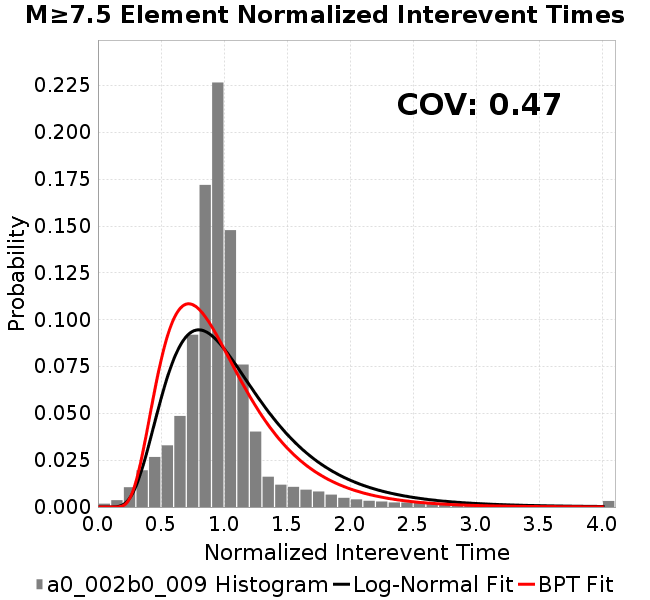 M≥7.5 Element Normalized Interevent Times
COV: 0.47
Probability
0.225
0.200
0.175
0.150
0.125
0.100
0.075
0.050
0.025
0.000
0.0 0.5 1.0 1.5 2.0 2.5 3.0 3.5 4.0
Normalized Interevent Time
a0_002b0_009 Histogram Log-Normal Fit BPT Fit